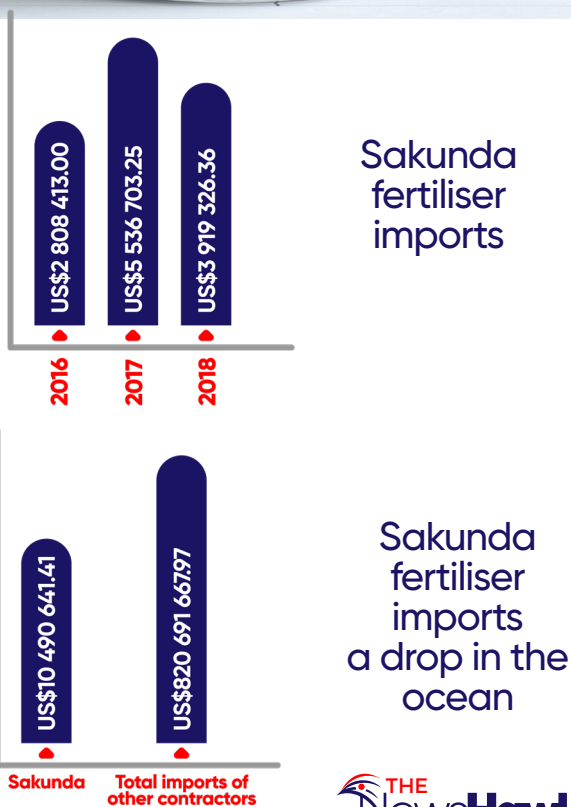 US$2 808 413.00
US$5 536 703.25
US$3 919 326.36
2016
2017
2018
Sakunda
fertiliser
imports
US$10 490 641.41
US$820 691 667.97
Sakunda
Total imports of
other contractors
Sakunda
fertiliser
imports
a drop in the
ocean
THE